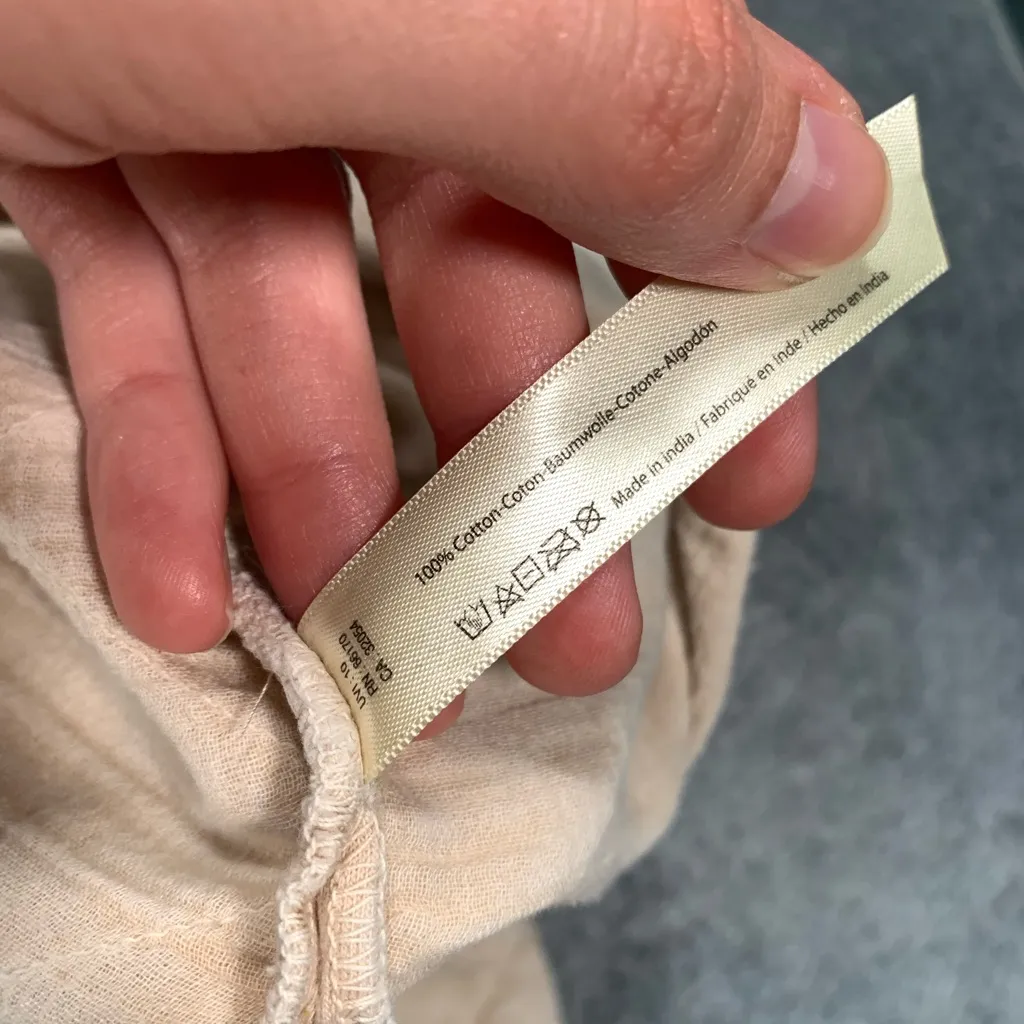 100% Cotton-Coton-Baumwolle-Cotone-Algodón
Made in india / Fabriqué en inde / Hecho en india
UVI : 10
RN : 86170
CA : 32054